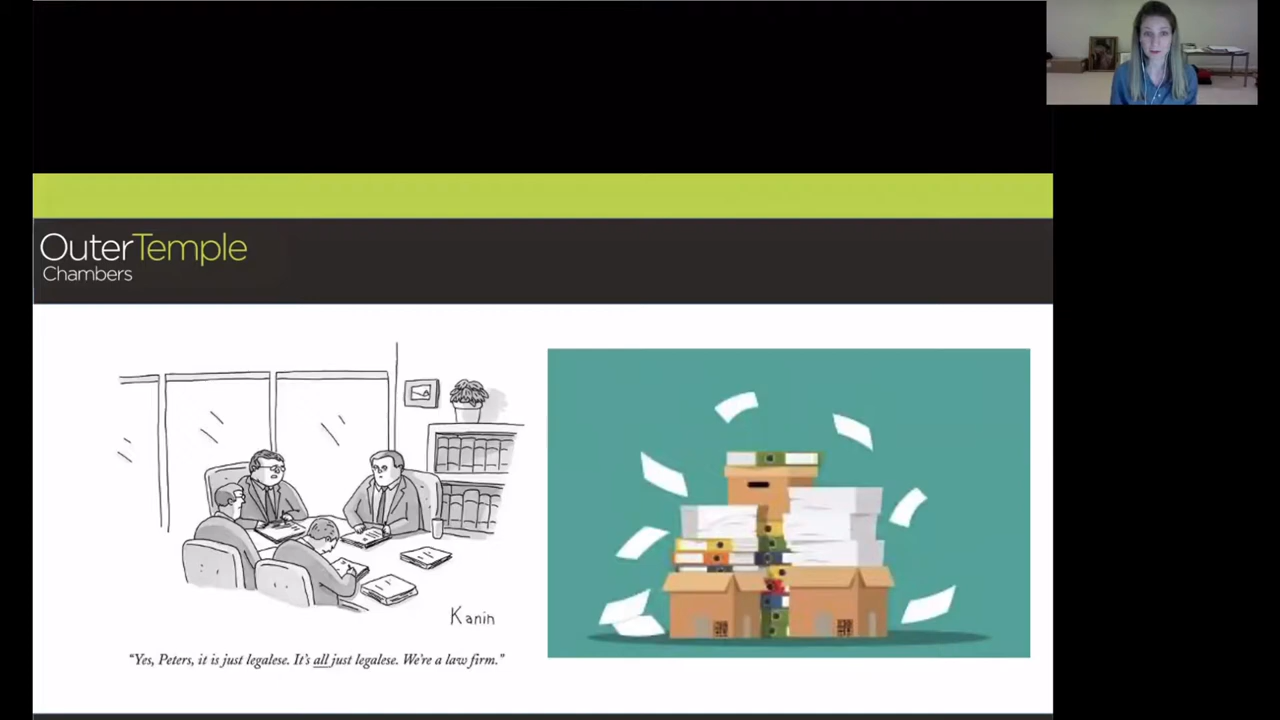 OuterTemple
Chambers
Kanin
“Yes, Peters, it is just legalese. It’s all just legalese. We’re a law firm.”